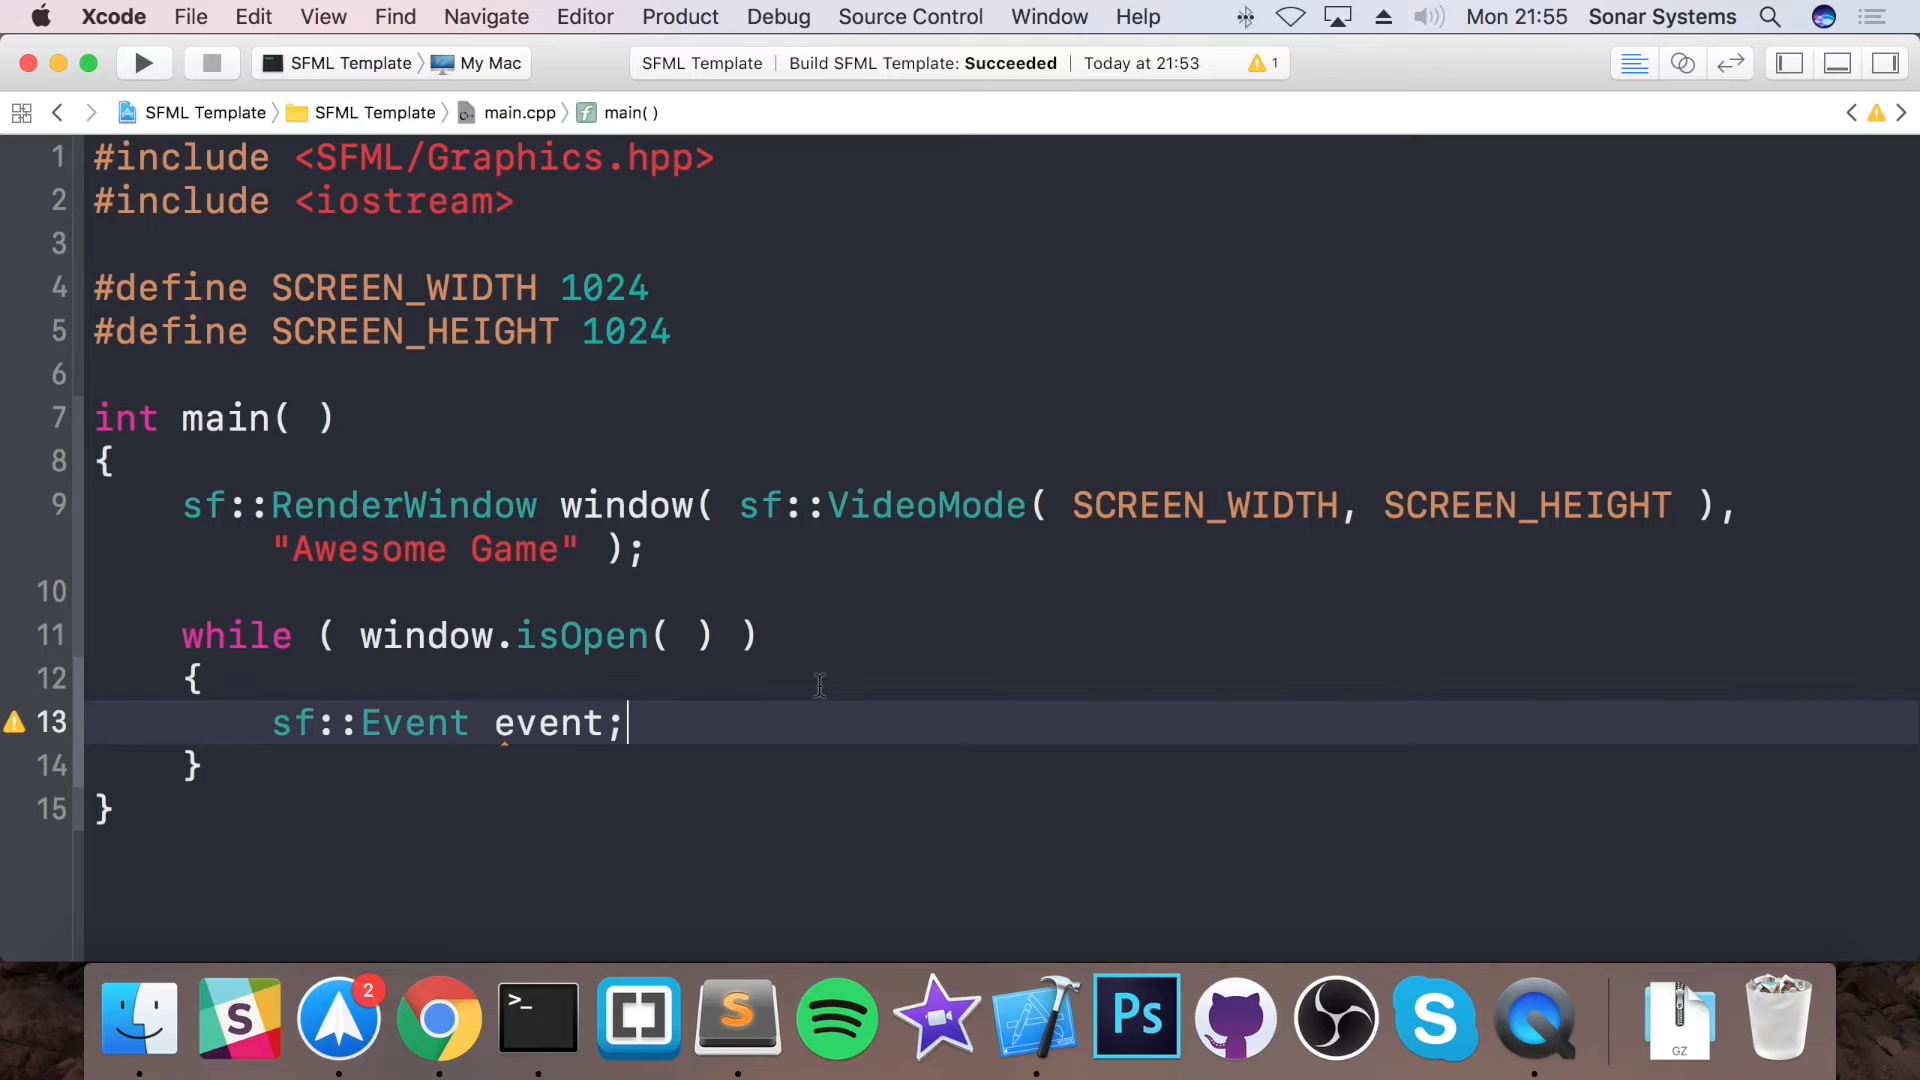 Xcode File Edit View Find Navigate Editor Product Debug Source Control Window Help Mon 21:55 Sonar Systems
SFML Template My Mac SFML Template Build SFML Template: Succeeded Today at 21:53 1
SFML Template SFML Template main.cpp main( )
1 #include <SFML/Graphics.hpp>
2 #include <iostream>
3
4 #define SCREEN_WIDTH 1024
5 #define SCREEN_HEIGHT 1024
6
7 int main( )
8 {
9 sf::RenderWindow window( sf::VideoMode( SCREEN_WIDTH, SCREEN_HEIGHT ),
"Awesome Game" );
10
11 while ( window.isOpen( ) )
12 {
13 sf::Event event;
14 }
15 }
2
S
>_
S
Ps
S
GZ